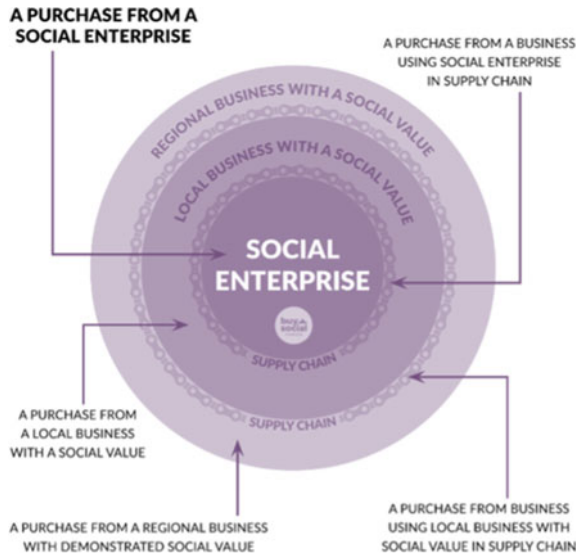 A PURCHASE FROM A
SOCIAL ENTERPRISE
A PURCHASE FROM A BUSINESS
USING SOCIAL ENTERPRISE
IN SUPPLY CHAIN
REGIONAL BUSINESS WITH A SOCIAL VALUE
LOCAL BUSINESS WITH A SOCIAL VALUE
SOCIAL
ENTERPRISE
buy
social
SUPPLY CHAIN
SUPPLY CHAIN
A PURCHASE FROM
A LOCAL BUSINESS
WITH A SOCIAL VALUE
A PURCHASE FROM A REGIONAL BUSINESS
WITH DEMONSTRATED SOCIAL VALUE
A PURCHASE FROM BUSINESS
USING LOCAL BUSINESS WITH
SOCIAL VALUE IN SUPPLY CHAIN